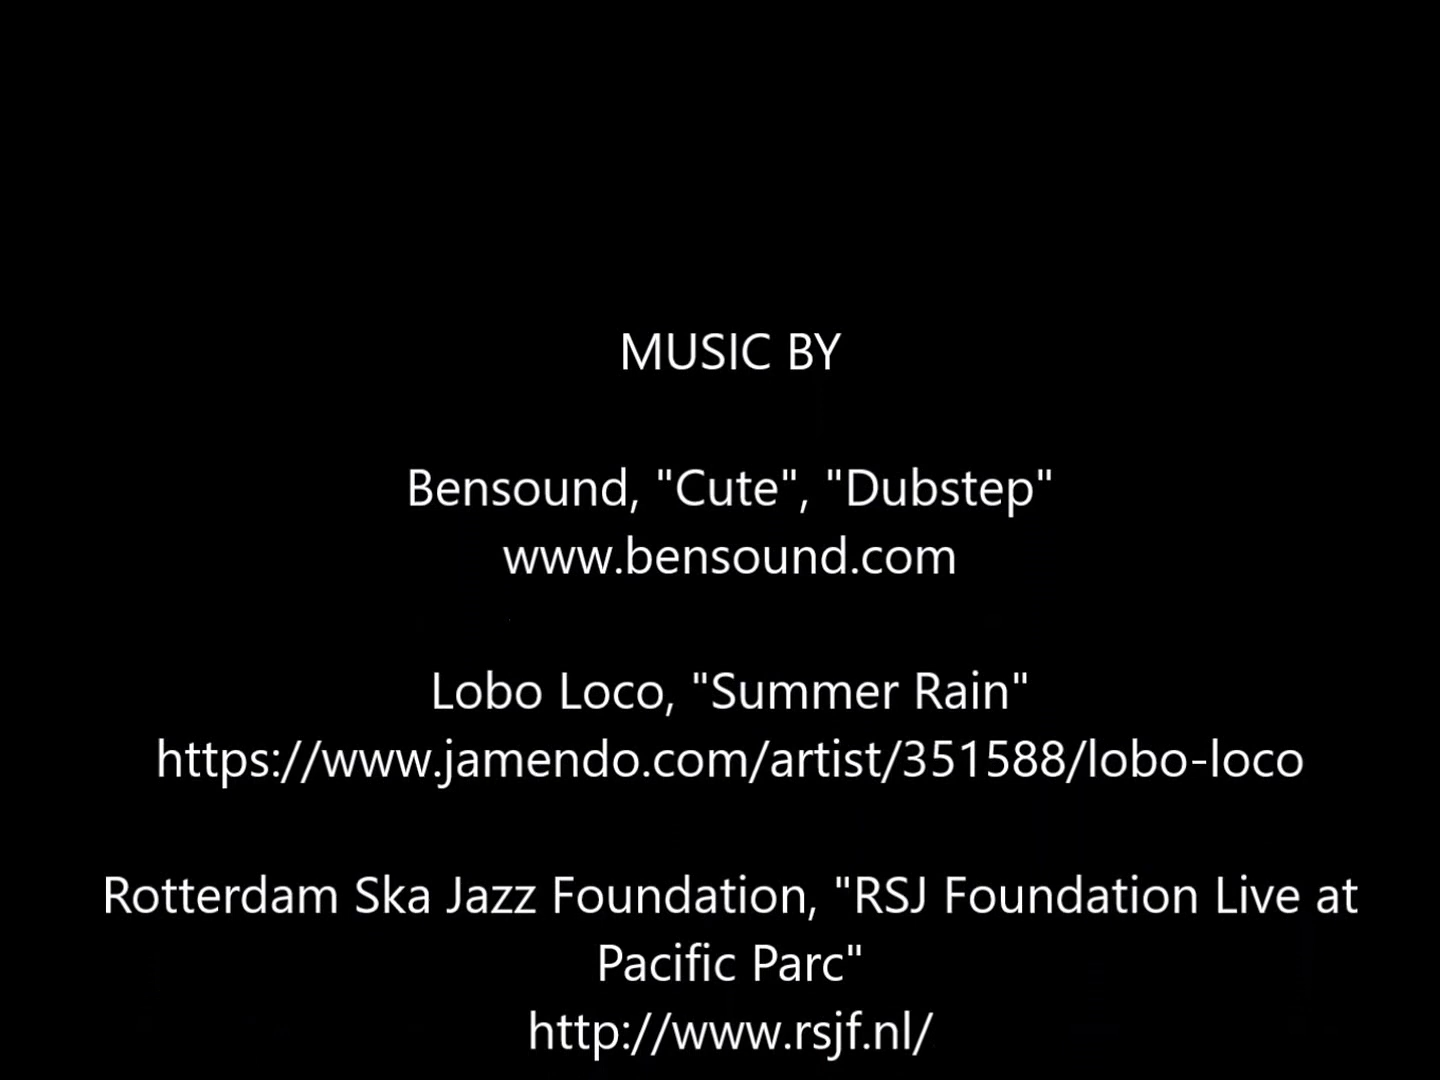 MUSIC BY
Bensound, "Cute", "Dubstep"
www.bensound.com
Lobo Loco, "Summer Rain"
https://www.jamendo.com/artist/351588/lobo-loco
Rotterdam Ska Jazz Foundation, "RSJ Foundation Live at
Pacific Parc"
http://www.rsjf.nl/